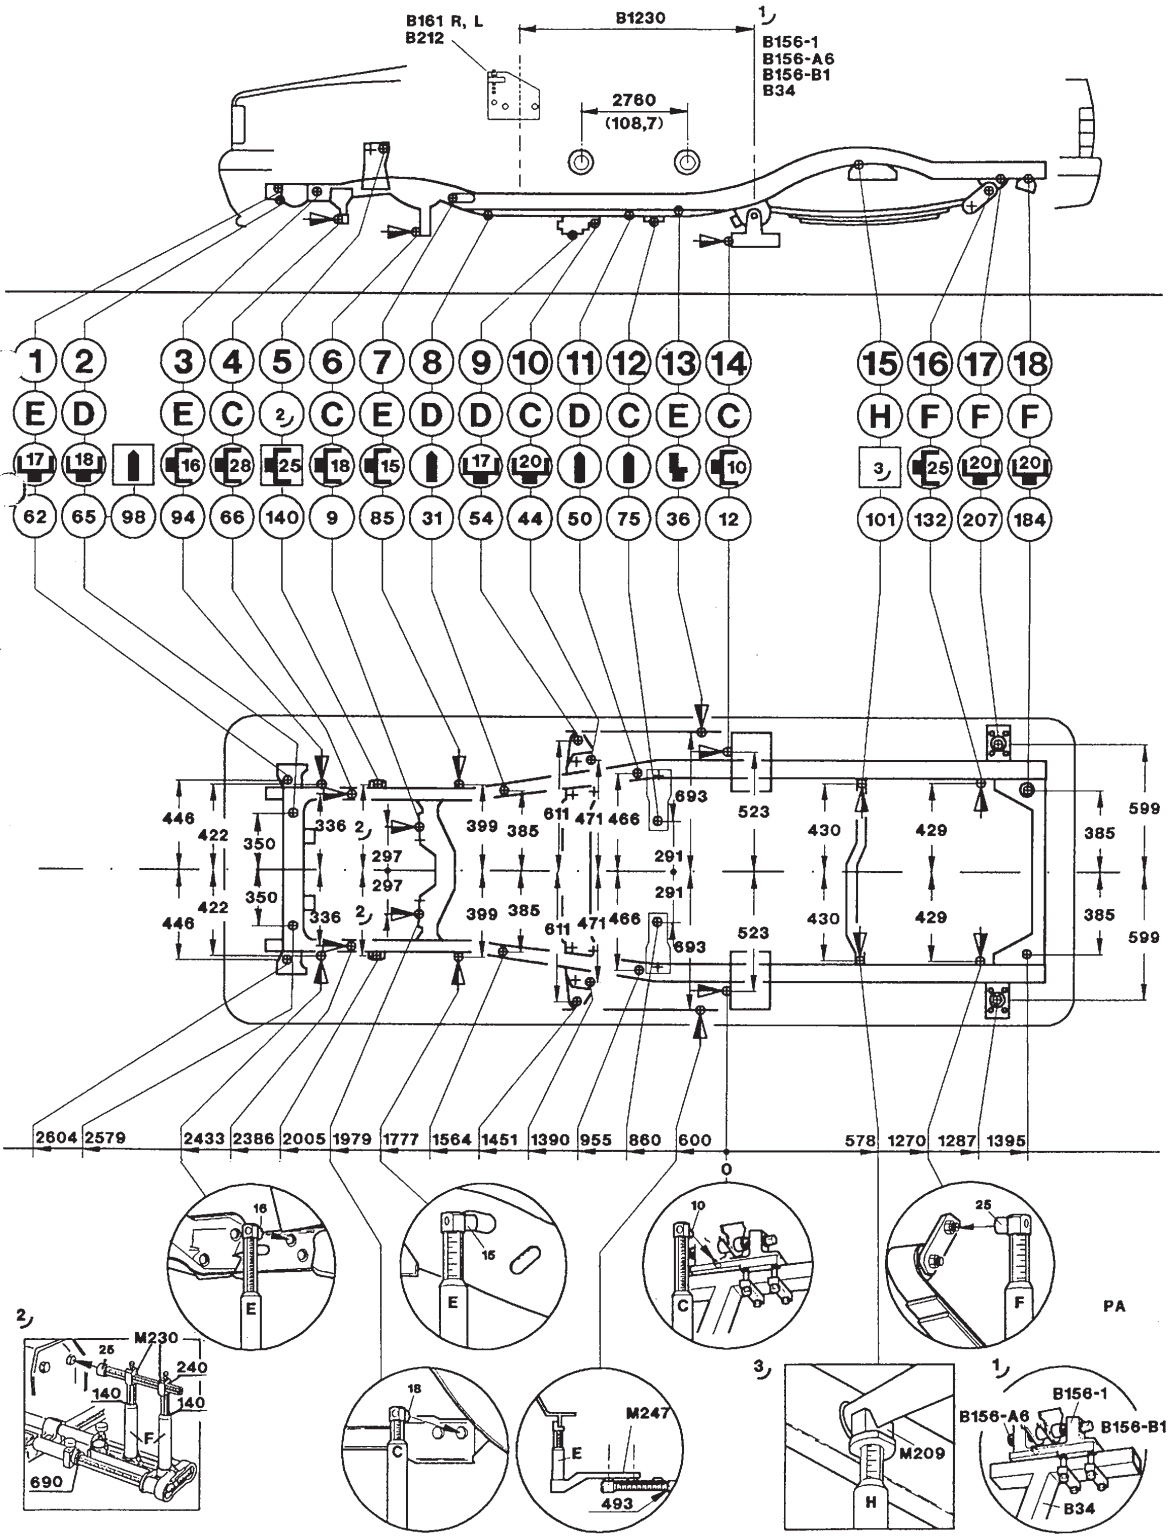 B161 R, L
B212
B1230
1)
B156-1
B156-A6
B156-B1
B34
2760
(108,7)
1 2 3 4 5 6 7 8 9 10 11 12 13 14 15 16 17 18
E D E C 2) C E D D C D C E C H F F F
17 18 16 28 25 18 15 17 20 10 3) 25 20 20
62 65 98 94 66 140 9 85 31 54 44 50 75 36 12 101 132 207 184
446 422 350 336 2) 297 399 385 611 471 466 291 693 523 430 429 385 599
446 422 350 336 2) 297 399 385 611 471 466 291 693 523 430 429 385 599
2604 2579 2433 2386 2005 1979 1777 1564 1451 1390 955 860 600 578 1270 1287 1395
0
16
E
15
E
10
C
25
F
PA
2)
M230
25
240
140
140
F
690
18
C
M247
E
493
3)
M209
H
1)
B156-1
B156-A6
B156-B1
B34